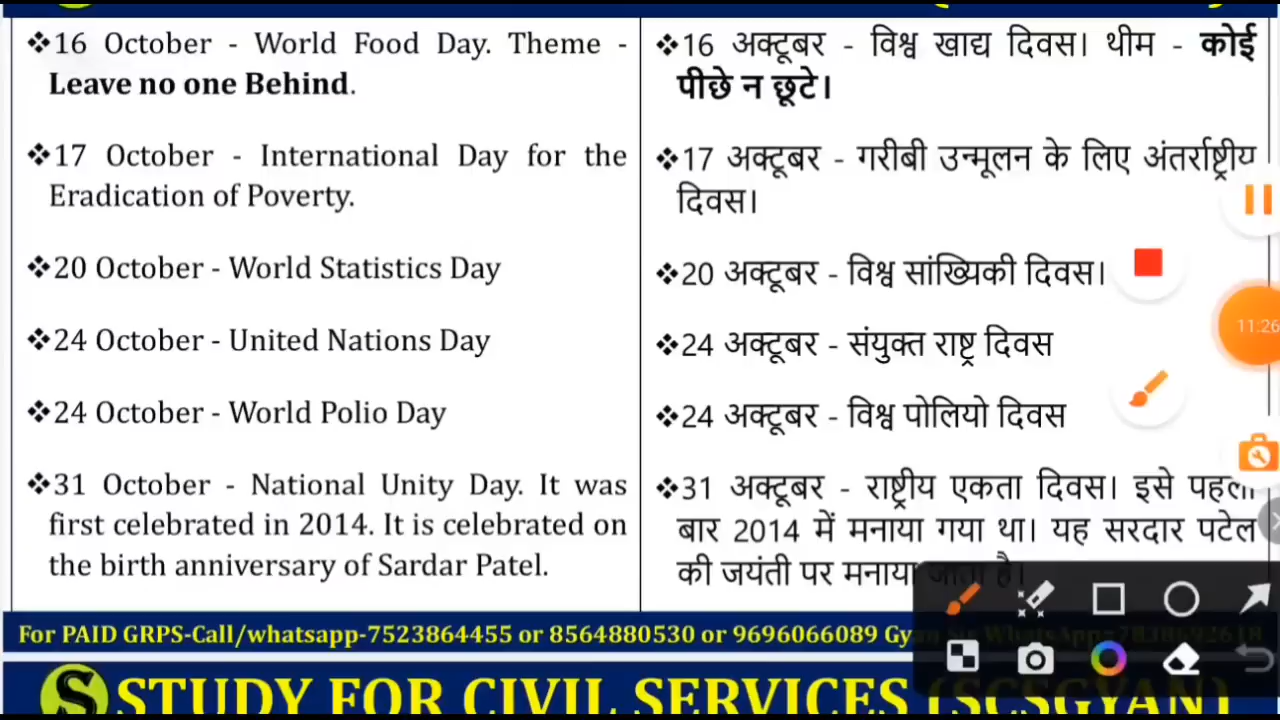 ❖16 October - World Food Day. Theme -
Leave no one Behind.
❖17 October - International Day for the
Eradication of Poverty.
❖20 October - World Statistics Day
❖24 October - United Nations Day
❖24 October - World Polio Day
❖31 October - National Unity Day. It was
first celebrated in 2014. It is celebrated on
the birth anniversary of Sardar Patel.
❖16 अक्टूबर - विश्व खाद्य दिवस। थीम - कोई
पीछे न छूटे।
❖17 अक्टूबर - गरीबी उन्मूलन के लिए अंतर्राष्ट्रीय
दिवस।
❖20 अक्टूबर - विश्व सांख्यिकी दिवस।
❖24 अक्टूबर - संयुक्त राष्ट्र दिवस
❖24 अक्टूबर - विश्व पोलियो दिवस
❖31 अक्टूबर - राष्ट्रीय एकता दिवस। इसे पहली
बार 2014 में मनाया गया था। यह सरदार पटेल
की जयंती पर मनाया जाता है।
11:26
For PAID GRPS-Call/whatsapp-7523864455 or 8564880530 or 9696066089
S STUDY FOR CIVIL SERVICES (SCSGYAN)